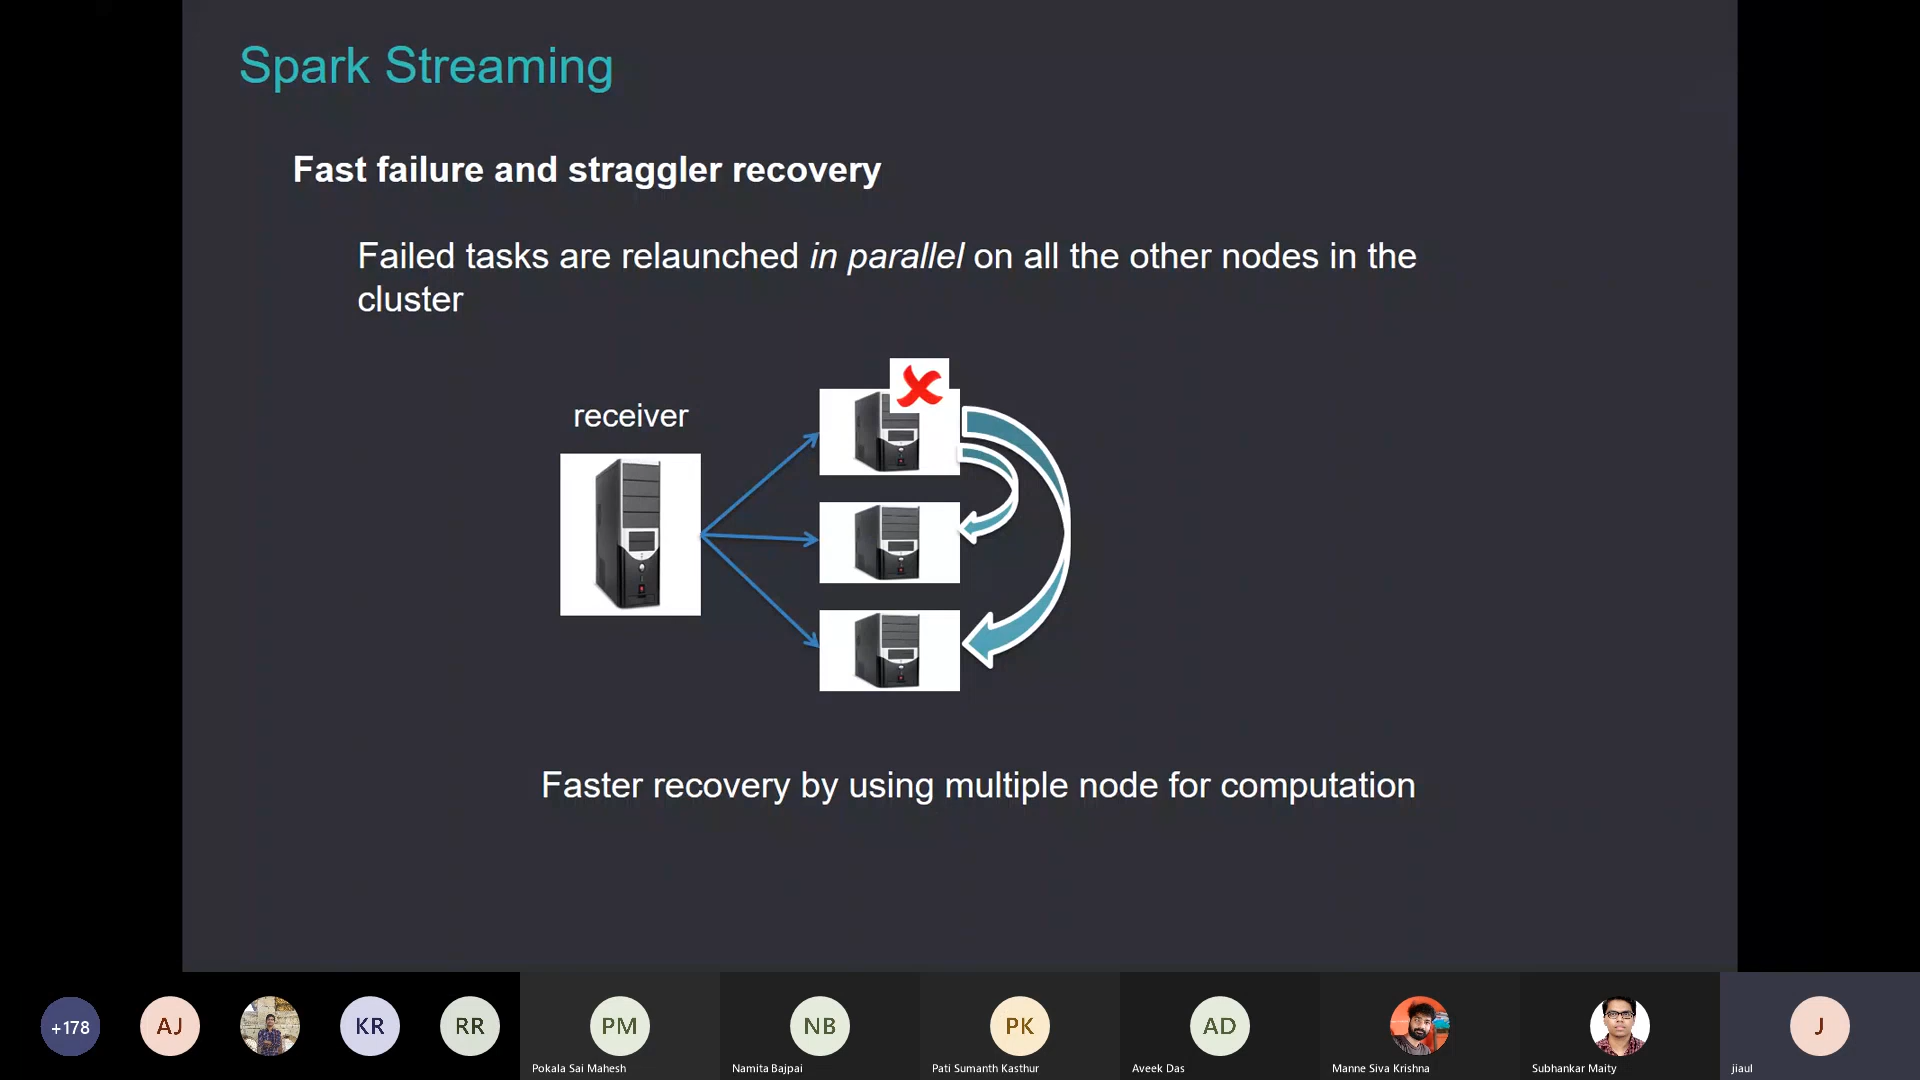 Spark Streaming
Fast failure and straggler recovery
Failed tasks are relaunched in parallel on all the other nodes in the
cluster
receiver
Faster recovery by using multiple node for computation
+178
AJ
KR
RR
PM
NB
PK
AD
J
Pokala Sai Mahesh
Namita Bajpai
Pati Sumanth Kasthur
Aveek Das
Manne Siva Krishna
Subhankar Maity
jiaul